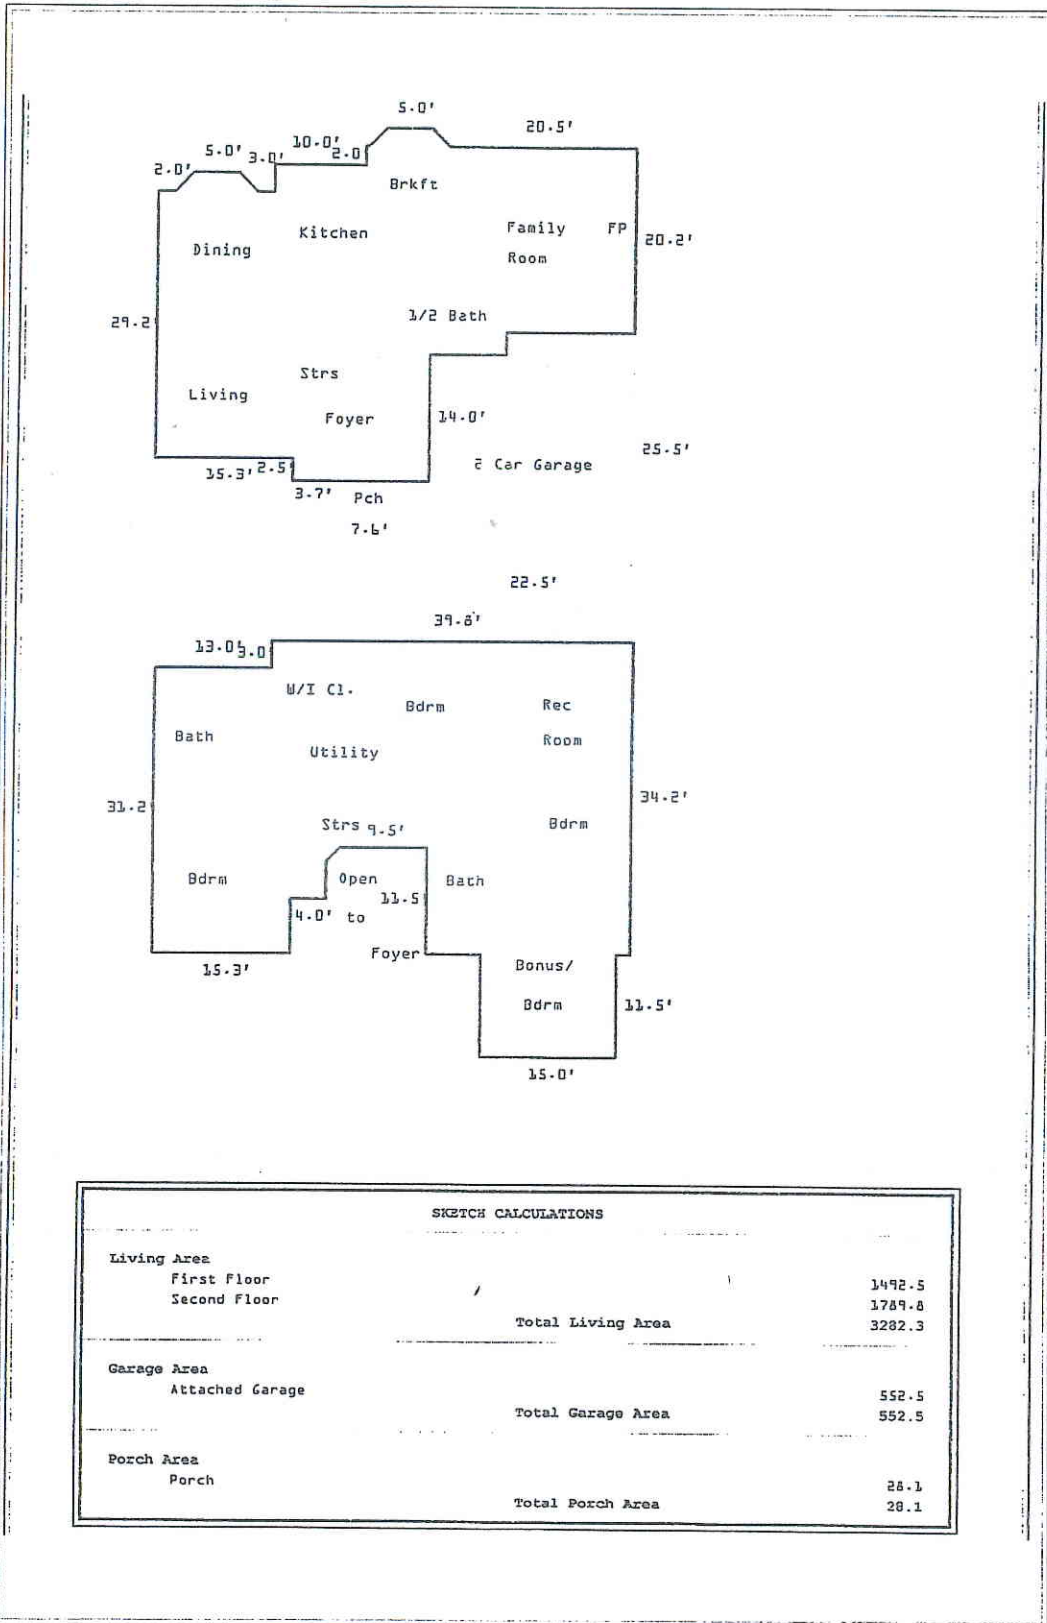 5.0'
20.5'
10.0'
5.0' 3.0' 2.0
2.0'
Brkft
Kitchen Family FP
20.2'
Dining Room
29.2 1/2 Bath
Strs
Living
Foyer 14.0'
25.5'
15.3' 2.5' 2 Car Garage
3.7' Pch
7.6'
22.5'
39.8'
13.0' 3.0
W/I Cl.
Bdrm Rec
Bath Room
Utility
31.2 34.2'
Strs 9.5' Bdrm
Bdrm Open Bath
11.5
4.0' to
Foyer
15.3' Bonus/
Bdrm 11.5'
15.0'
SKETCH CALCULATIONS
Living Area
First Floor 1492.5
Second Floor 1789.8
Total Living Area 3282.3
Garage Area
Attached Garage 552.5
Total Garage Area 552.5
Porch Area
Porch 28.1
Total Porch Area 28.1